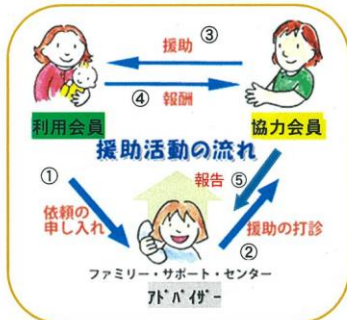 援助 ③
④ 報酬
利用会員
協力会員
援助活動の流れ
①
報告 ⑤
依頼の
申し入れ
援助の打診
②
ファミリー・サポート・センター
ｱﾄﾞﾊﾞｲｻﾞｰ